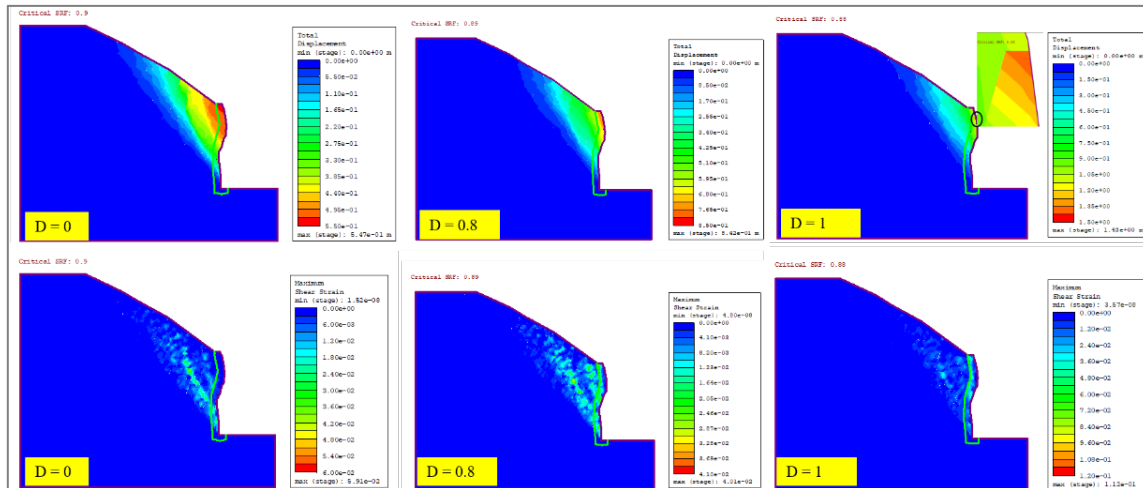 Critical SRF: 0.9
Total
Displacement
min (stage): 0.00e+00 m
0.00e+00
5.50e-02
1.10e-01
1.65e-01
2.20e-01
2.75e-01
3.30e-01
3.85e-01
4.40e-01
4.95e-01
5.50e-01
max (stage): 5.47e-01 m
D = 0
Critical SRF: 0.89
Total
Displacement
min (stage): 0.00e+00 m
0.00e+00
8.50e-02
1.70e-01
2.55e-01
3.40e-01
4.25e-01
5.10e-01
5.95e-01
6.80e-01
7.65e-01
8.50e-01
max (stage): 8.42e-01 m
D = 0.8
Critical SRF: 0.88
Total
Displacement
min (stage): 0.00e+00 m
0.00e+00
1.50e-01
3.00e-01
4.50e-01
6.00e-01
7.50e-01
9.00e-01
1.05e+00
1.20e+00
1.35e+00
1.50e+00
D = 1
Critical SRF: 0.9
Maximum
Shear Strain
min (stage): 1.52e-08
0.00e+00
6.00e-03
1.20e-02
1.80e-02
2.40e-02
3.00e-02
3.60e-02
4.20e-02
4.80e-02
5.40e-02
6.00e-02
max (stage): 5.91e-02
D = 0
Critical SRF: 0.89
Maximum
Shear Strain
0.00e+00
4.10e-03
8.20e-03
1.23e-02
1.64e-02
2.05e-02
2.46e-02
2.87e-02
3.28e-02
3.69e-02
4.10e-02
max (stage): 4.01e-02
D = 0.8
Critical SRF: 0.88
Maximum
Shear Strain
min (stage): 3.57e-08
0.00e+00
1.20e-02
2.40e-02
3.60e-02
4.80e-02
6.00e-02
7.20e-02
8.40e-02
9.60e-02
1.08e-01
1.20e-01
D = 1